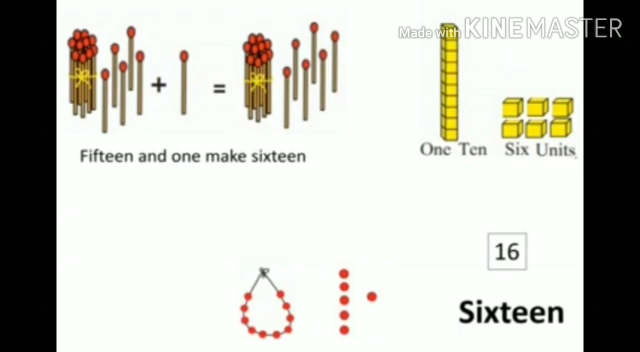 Made with KINEMASTER
+ =
Fifteen and one make sixteen
One Ten Six Units
16
Sixteen